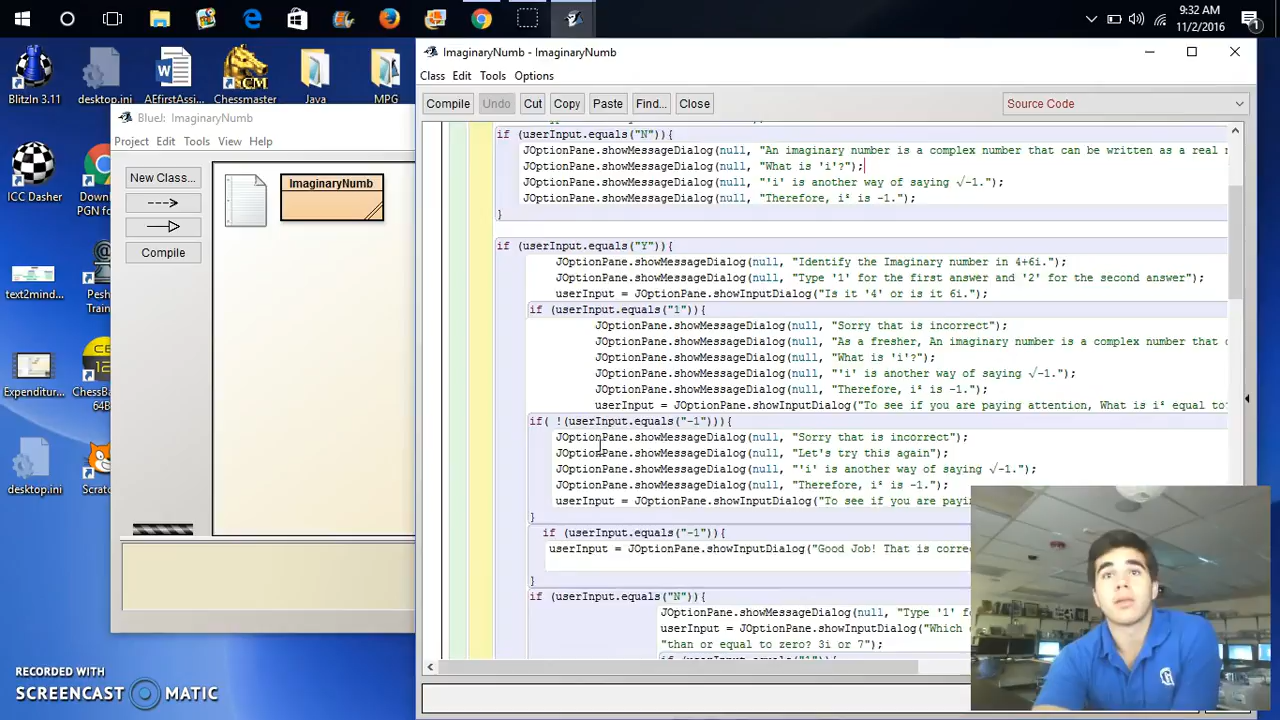 9:32 AM
11/2/2016
1
ImaginaryNumb - ImaginaryNumb
Class Edit Tools Options
Compile Undo Cut Copy Paste Find... Close Source Code
BlitzIn 3.11
desktop.ini
AEfirstAssi...
Chessmaster
Java
MPG
ICC Dasher
PGN for
text2mind...
Expenditur...
64B
desktop.ini
BlueJ: ImaginaryNumb
Project Edit Tools View Help
New Class...
Compile
ImaginaryNumb
if (userInput.equals("N")){
JOptionPane.showMessageDialog(null, "An imaginary number is a complex number that can be written as a real
JOptionPane.showMessageDialog(null, "What is 'i'?");
JOptionPane.showMessageDialog(null, "'i' is another way of saying √-1.");
JOptionPane.showMessageDialog(null, "Therefore, i² is -1.");
}
if (userInput.equals("Y")){
JOptionPane.showMessageDialog(null, "Identify the Imaginary number in 4+6i.");
JOptionPane.showMessageDialog(null, "Type '1' for the first answer and '2' for the second answer");
userInput = JOptionPane.showInputDialog("Is it '4' or is it 6i.");
if (userInput.equals("1")){
JOptionPane.showMessageDialog(null, "Sorry that is incorrect");
JOptionPane.showMessageDialog(null, "As a fresher, An imaginary number is a complex number that
JOptionPane.showMessageDialog(null, "What is 'i'?");
JOptionPane.showMessageDialog(null, "'i' is another way of saying √-1.");
JOptionPane.showMessageDialog(null, "Therefore, i² is -1.");
userInput = JOptionPane.showInputDialog("To see if you are paying attention, What is i² equal to
if( !(userInput.equals("-1"))){
JOptionPane.showMessageDialog(null, "Sorry that is incorrect");
JOptionPane.showMessageDialog(null, "Let's try this again");
JOptionPane.showMessageDialog(null, "'i' is another way of saying √-1.");
JOptionPane.showMessageDialog(null, "Therefore, i² is -1.");
userInput = JOptionPane.showInputDialog("To see if you are
}
if (userInput.equals("-1")){
userInput = JOptionPane.showInputDialog("Good Job! That is
}
if (userInput.equals("N")){
JOptionPane.showMessageDialog(null, "Type '1'
userInput = JOptionPane.showInputDialog("Which
"than or equal to zero? 3i or 7");
RECORDED WITH
SCREENCAST MATIC